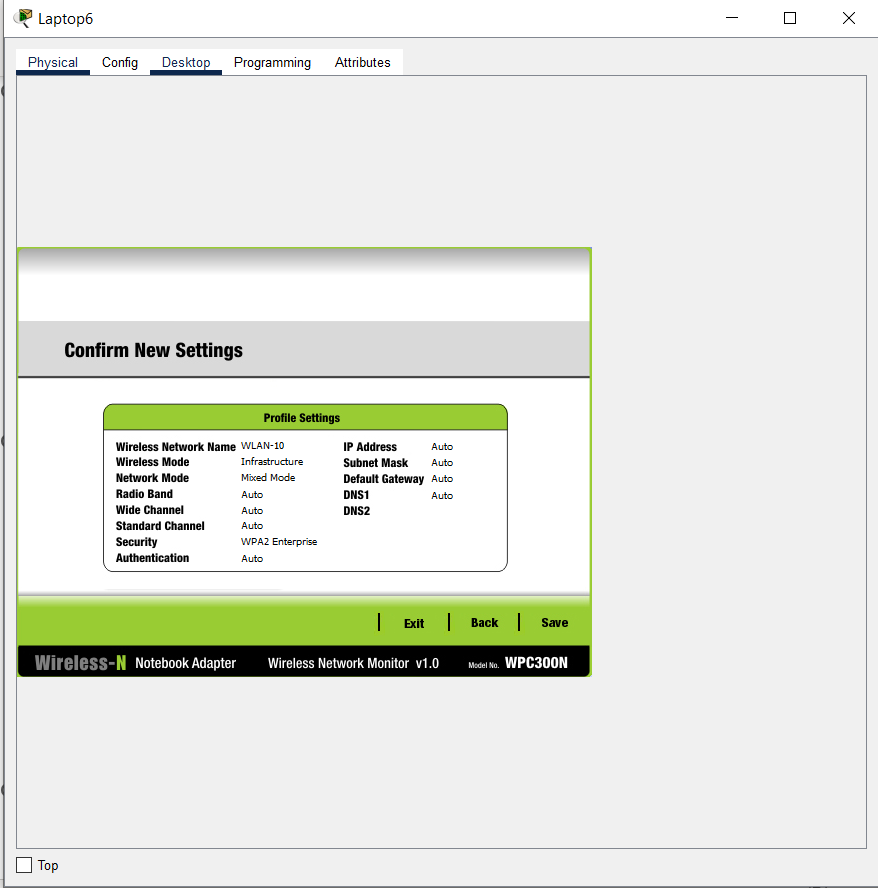 Laptop6
Physical Config Desktop Programming Attributes
Confirm New Settings
Profile Settings
Wireless Network Name WLAN-10 IP Address Auto
Wireless Mode Infrastructure Subnet Mask Auto
Network Mode Mixed Mode Default Gateway Auto
Radio Band Auto DNS1 Auto
Wide Channel Auto DNS2
Standard Channel Auto
Security WPA2 Enterprise
Authentication Auto
Exit Back Save
Wireless-N Notebook Adapter Wireless Network Monitor v1.0 Model No. WPC300N
Top